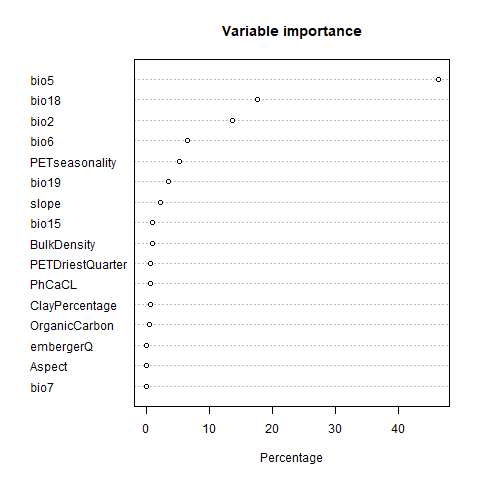 Variable importance
bio5
bio18
bio2
bio6
PETseasonality
bio19
slope
bio15
BulkDensity
PETDriestQuarter
PhCaCL
ClayPercentage
OrganicCarbon
embergerQ
Aspect
bio7
0 10 20 30 40
Percentage